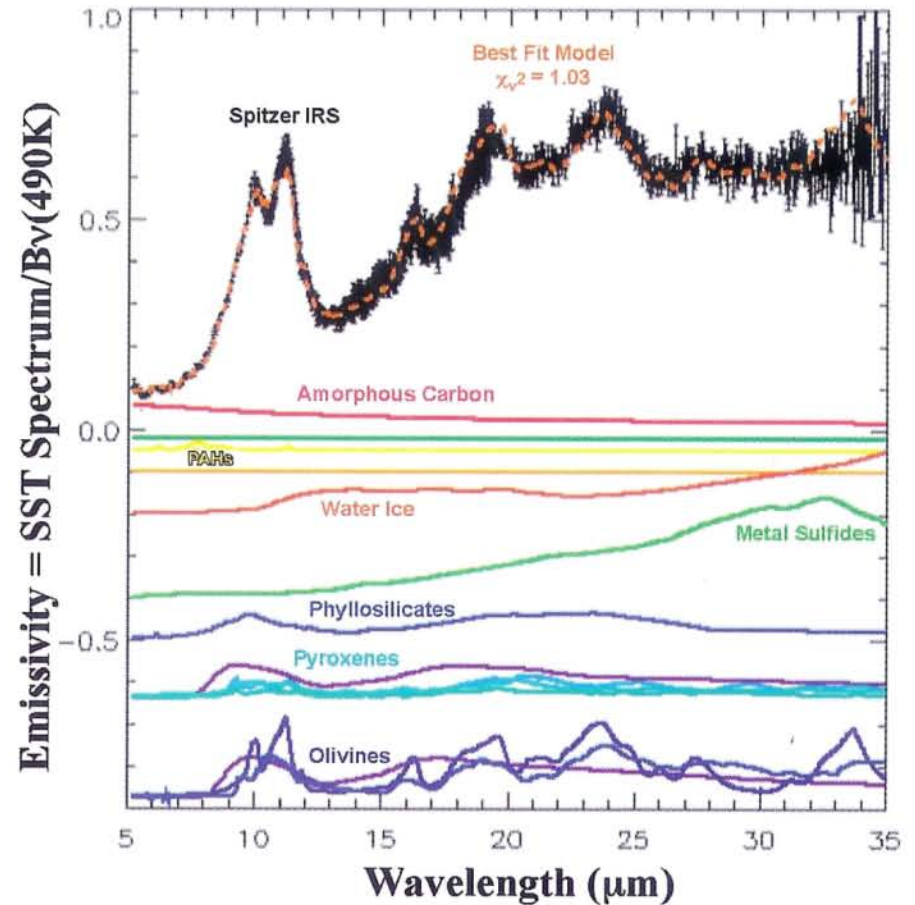 1.0
Best Fit Model
χν² = 1.03
Spitzer IRS
0.5
Amorphous Carbon
0.0
PAHs
Water Ice
Metal Sulfides
Phyllosilicates
-0.5
Pyroxenes
Olivines
5 10 15 20 25 30 35
Wavelength (μm)
Emissivity = SST Spectrum/Bν(490K)